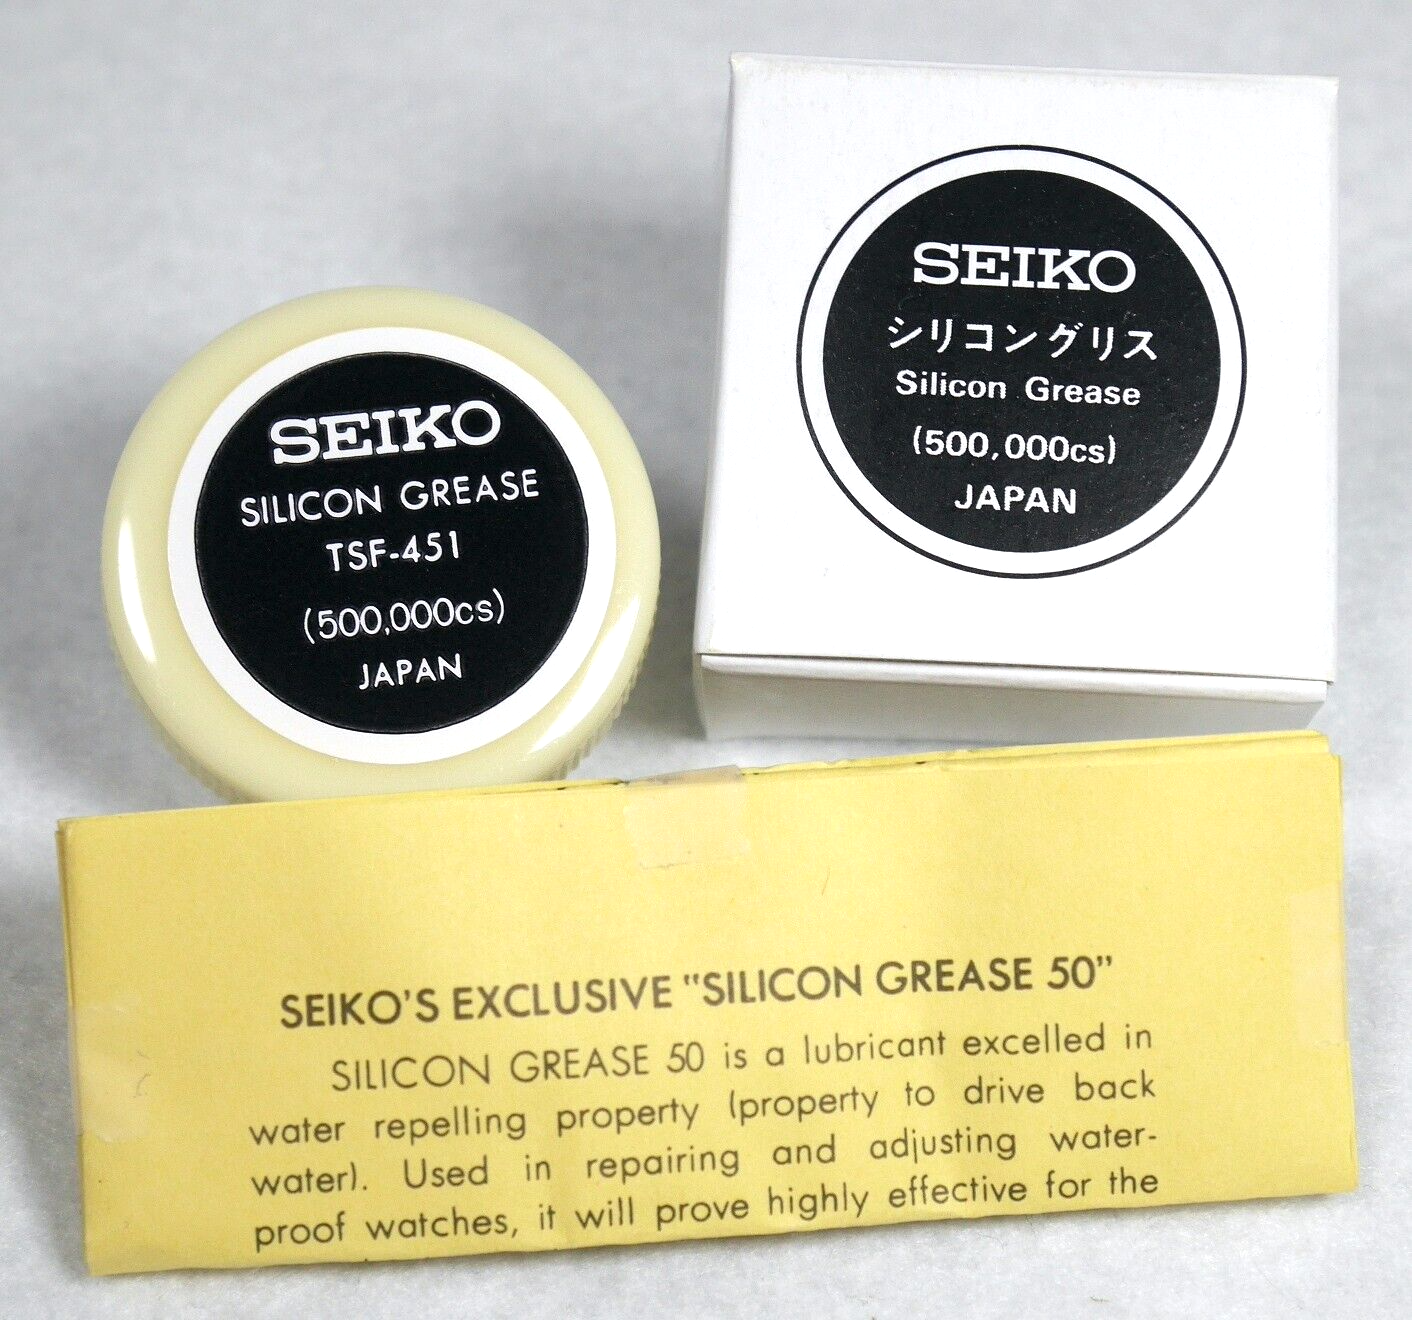 SEIKO
SILICON GREASE
TSF-451
(500,000cs)
JAPAN
SEIKO
シリコングリス
Silicon Grease
(500,000cs)
JAPAN
SEIKO'S EXCLUSIVE "SILICON GREASE 50"
SILICON GREASE 50 is a lubricant excelled in
water repelling property (property to drive back
water). Used in repairing and adjusting water-
proof watches, it will prove highly effective for the